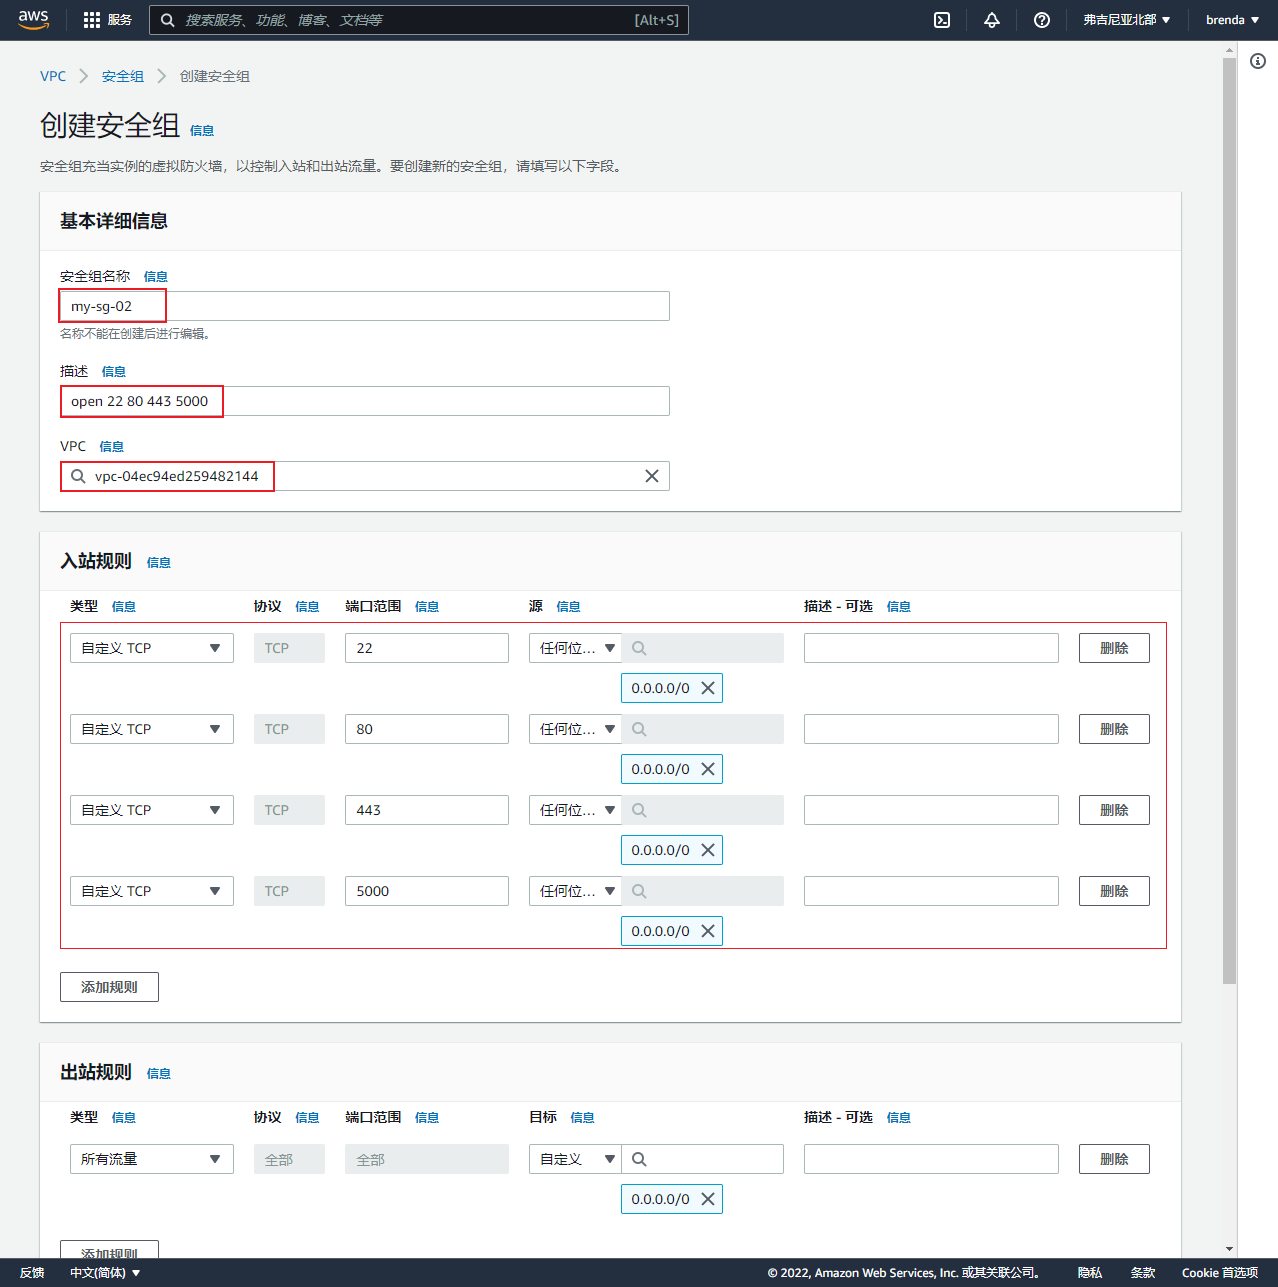 aws 服务 搜索服务、功能、博客、文档等 [Alt+S] 弗吉尼亚北部 ▼ brenda ▼
VPC > 安全组 > 创建安全组
创建安全组 信息
安全组充当实例的虚拟防火墙，以控制入站和出站流量。要创建新的安全组，请填写以下字段。
基本详细信息
安全组名称 信息
my-sg-02
名称不能在创建后进行编辑。
描述 信息
open 22 80 443 5000
VPC 信息
vpc-04ec94ed259482144
入站规则 信息
类型 信息 协议 信息 端口范围 信息 源 信息 描述 - 可选 信息
自定义 TCP TCP 22 任何位... 删除
0.0.0.0/0
自定义 TCP TCP 80 任何位... 删除
0.0.0.0/0
自定义 TCP TCP 443 任何位... 删除
0.0.0.0/0
自定义 TCP TCP 5000 任何位... 删除
0.0.0.0/0
添加规则
出站规则 信息
类型 信息 协议 信息 端口范围 信息 目标 信息 描述 - 可选 信息
所有流量 全部 全部 自定义 删除
0.0.0.0/0
添加规则
反馈 中文(简体) ▼ © 2022, Amazon Web Services, Inc. 或其关联公司。 隐私 条款 Cookie 首选项